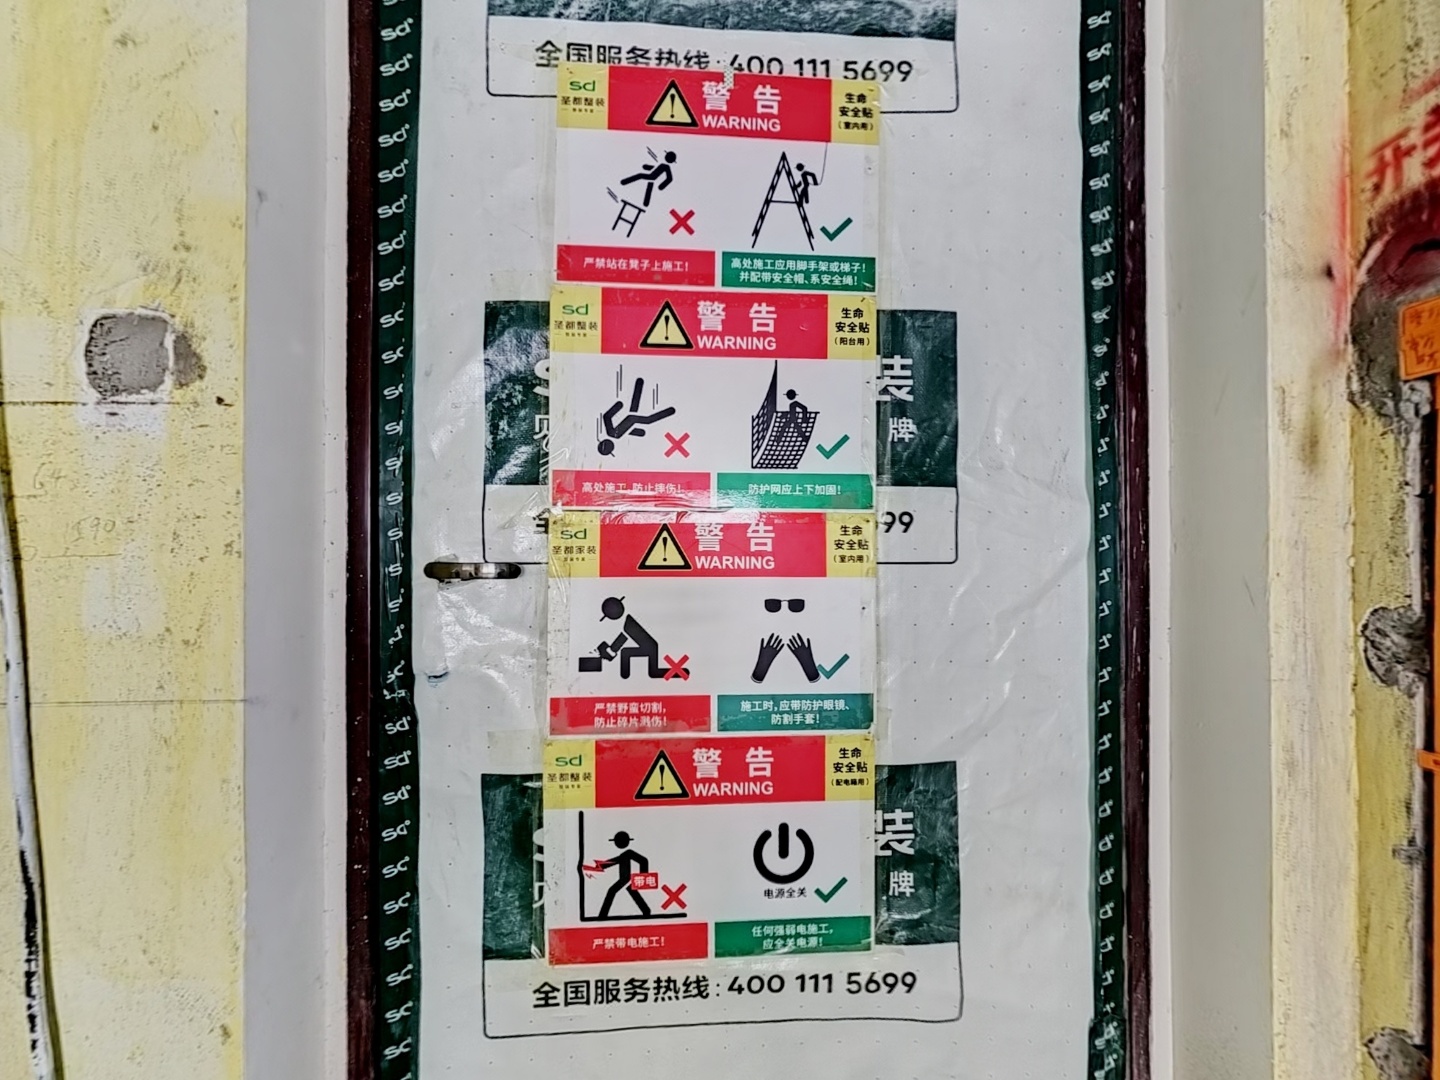 全国服务热线:400 111 5699
sd
圣都整装
警告
WARNING
生命
安全贴
(室内用)
严禁站在凳子上施工!
高处施工应用脚手架或梯子!
并配带安全帽、系安全绳!
sd
圣都整装
警告
WARNING
生命
安全贴
(阳台用)
装
牌
高处施工,防止摔伤!
防护网应上下加固!
全
99
sd
圣都家装
警告
WARNING
生命
安全贴
(室内用)
严禁野蛮切割,
防止碎片溅伤!
施工时,应带防护眼镜、
防割手套!
sd
圣都整装
警告
WARNING
生命
安全贴
(配电箱用)
装
牌
带电
电源全关
严禁带电施工!
任何强弱电施工,
应全关电源!
全国服务热线:400 111 5699